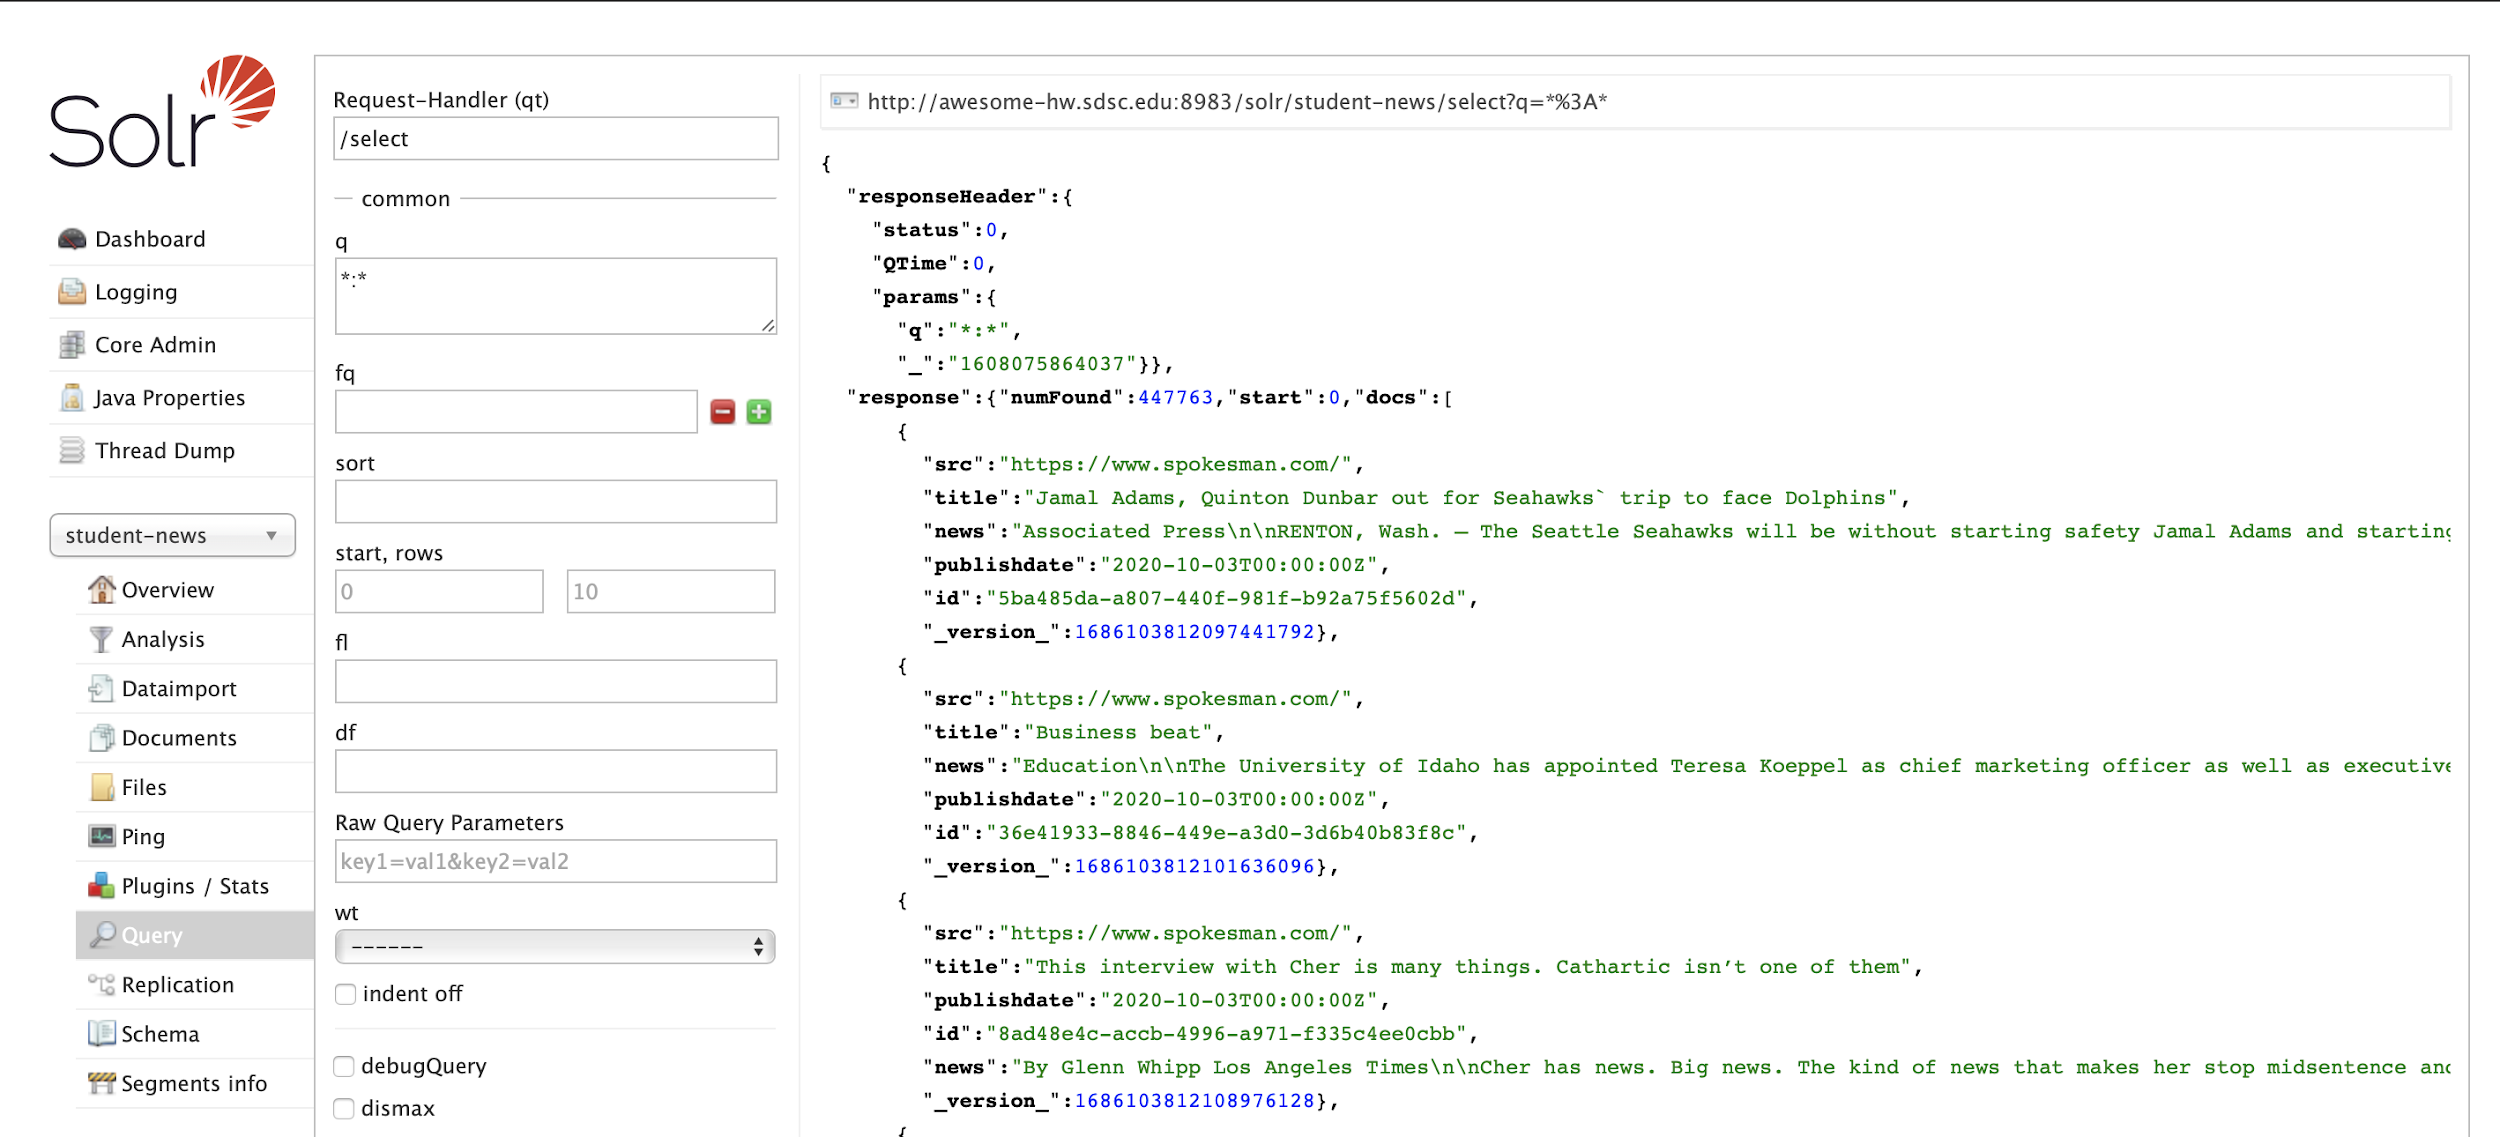 Solr
Dashboard
Logging
Core Admin
Java Properties
Thread Dump
student-news
Overview
Analysis
Dataimport
Documents
Files
Ping
Plugins / Stats
Query
Replication
Schema
Segments info
Request-Handler (qt)
/select
common
q
*:*
fq
sort
start, rows
0 10
fl
df
Raw Query Parameters
key1=val1&key2=val2
wt
------
indent off
debugQuery
dismax
http://awesome-hw.sdsc.edu:8983/solr/student-news/select?q=*%3A*
{
"responseHeader":{
"status":0,
"QTime":0,
"params":{
"q":"*:*",
"_":"1608075864037"}},
"response":{"numFound":447763,"start":0,"docs":[
{
"src":"https://www.spokesman.com/",
"title":"Jamal Adams, Quinton Dunbar out for Seahawks` trip to face Dolphins",
"news":"Associated Press\n\nRENTON, Wash. — The Seattle Seahawks will be without starting safety Jamal Adams and starting
"publishdate":"2020-10-03T00:00:00Z",
"id":"5ba485da-a807-440f-981f-b92a75f5602d",
"_version_":1686103812097441792},
{
"src":"https://www.spokesman.com/",
"title":"Business beat",
"news":"Education\n\nThe University of Idaho has appointed Teresa Koeppel as chief marketing officer as well as executive
"publishdate":"2020-10-03T00:00:00Z",
"id":"36e41933-8846-449e-a3d0-3d6b40b83f8c",
"_version_":1686103812101636096},
{
"src":"https://www.spokesman.com/",
"title":"This interview with Cher is many things. Cathartic isn’t one of them",
"publishdate":"2020-10-03T00:00:00Z",
"id":"8ad48e4c-accb-4996-a971-f335c4ee0cbb",
"news":"By Glenn Whipp Los Angeles Times\n\nCher has news. Big news. The kind of news that makes her stop midsentence and
"_version_":1686103812108976128},
{